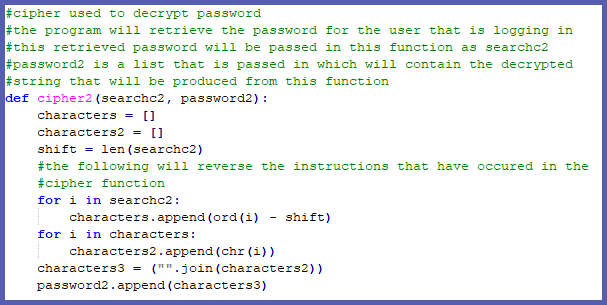 #cipher used to decrypt password
#the program will retrieve the password for the user that is logging in
#this retrieved password will be passed in this function as searchc2
#password2 is a list that is passed in which will contain the decrypted
#string that will be produced from this function
def cipher2(searchc2, password2):
    characters = []
    characters2 = []
    shift = len(searchc2)
    #the following will reverse the instructions that have occured in the
    #cipher function
    for i in searchc2:
        characters.append(ord(i) - shift)
    for i in characters:
        characters2.append(chr(i))
    characters3 = ("".join(characters2))
    password2.append(characters3)